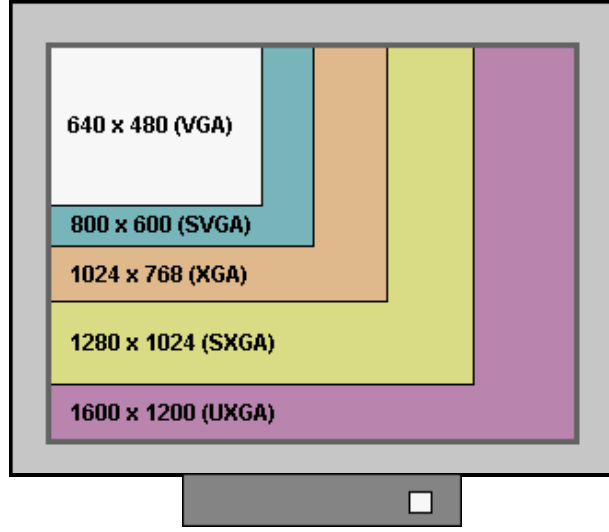 640 x 480 (VGA)
800 x 600 (SVGA)
1024 x 768 (XGA)
1280 x 1024 (SXGA)
1600 x 1200 (UXGA)